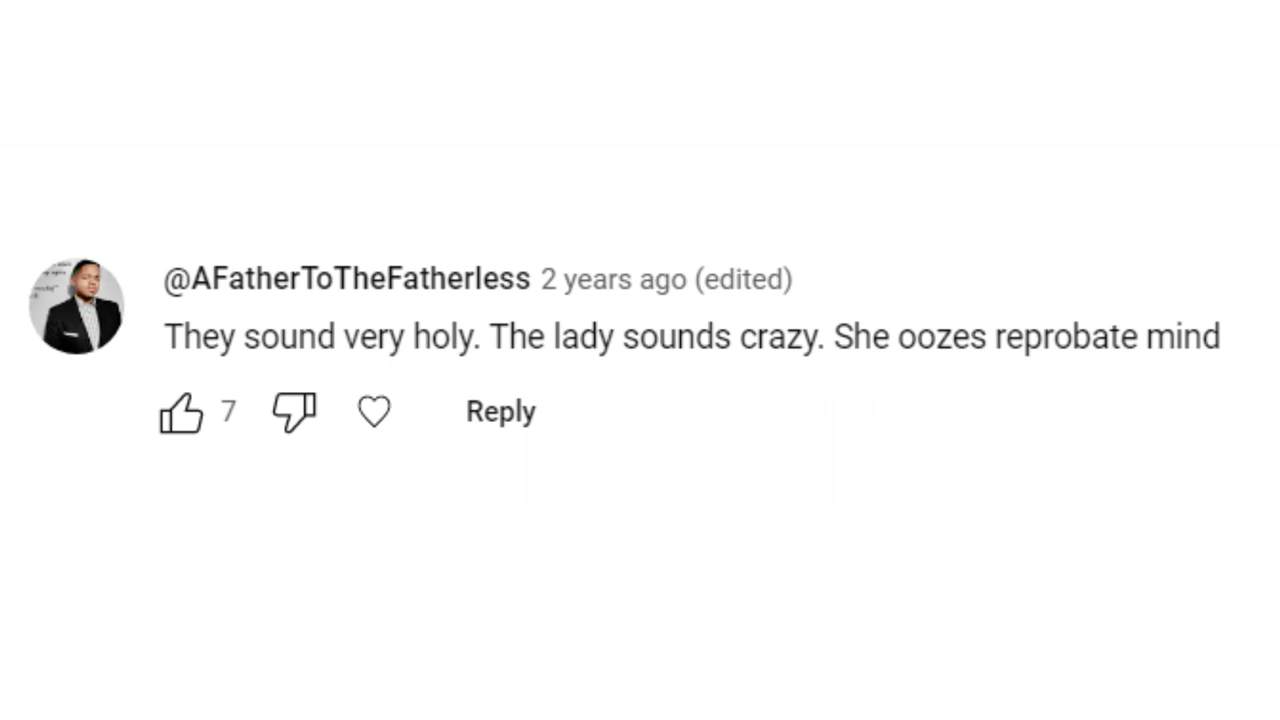 @AFatherToTheFatherless 2 years ago (edited)
They sound very holy. The lady sounds crazy. She oozes reprobate mind
7 Reply